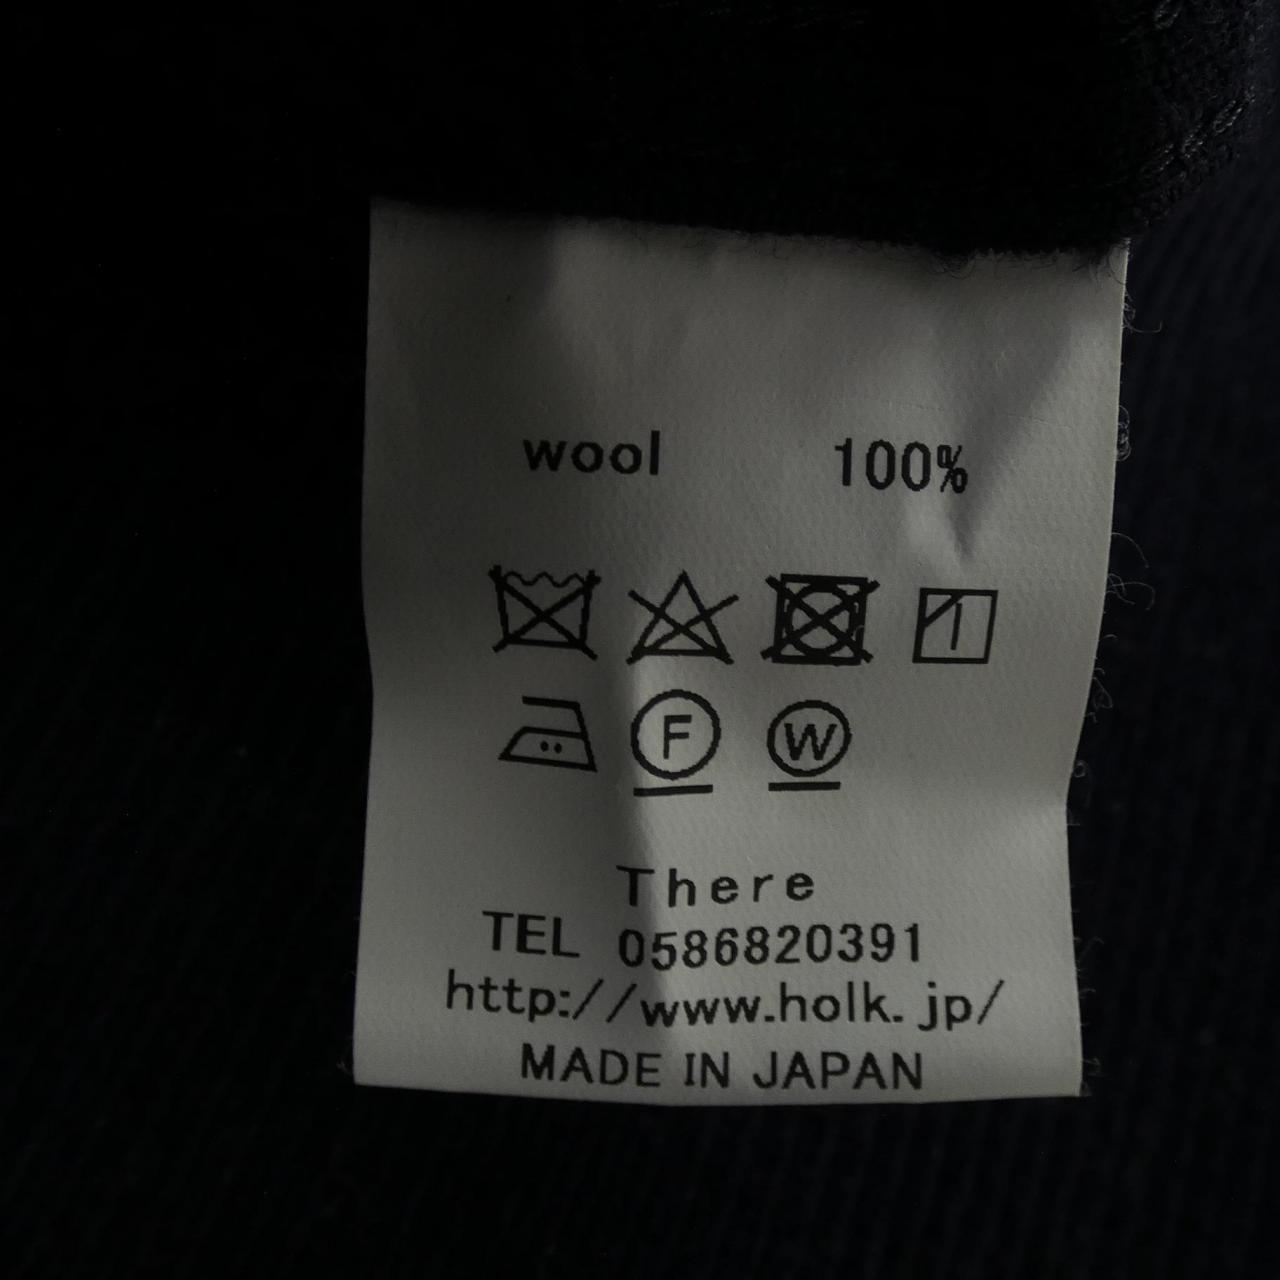 wool 100%
F W
There
TEL 0586820391
http://www.holk.jp/
MADE IN JAPAN